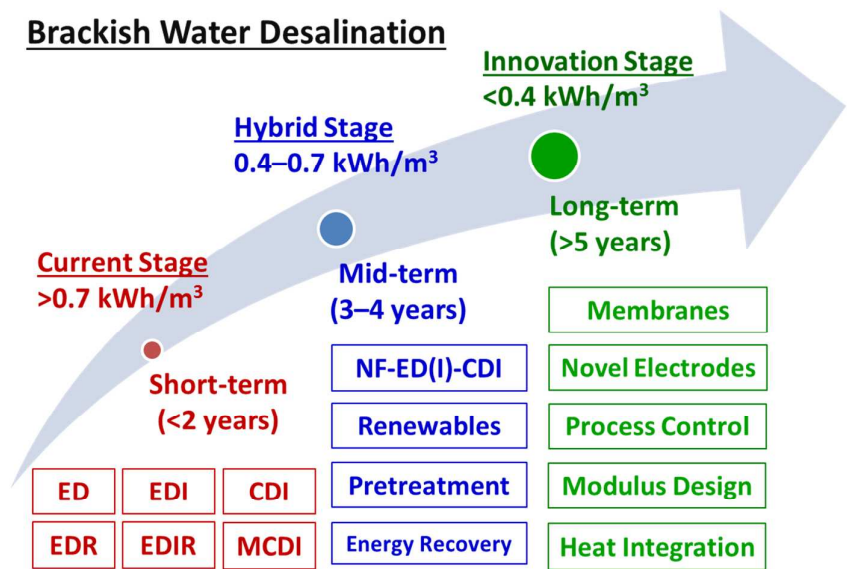 Brackish Water Desalination
Innovation Stage
<0.4 kWh/m³
Hybrid Stage
0.4–0.7 kWh/m³
Long-term
(>5 years)
Current Stage
>0.7 kWh/m³
Mid-term
(3–4 years)
Short-term
(<2 years)
ED
EDI
CDI
EDR
EDIR
MCDI
NF-ED(I)-CDI
Renewables
Pretreatment
Energy Recovery
Membranes
Novel Electrodes
Process Control
Modulus Design
Heat Integration